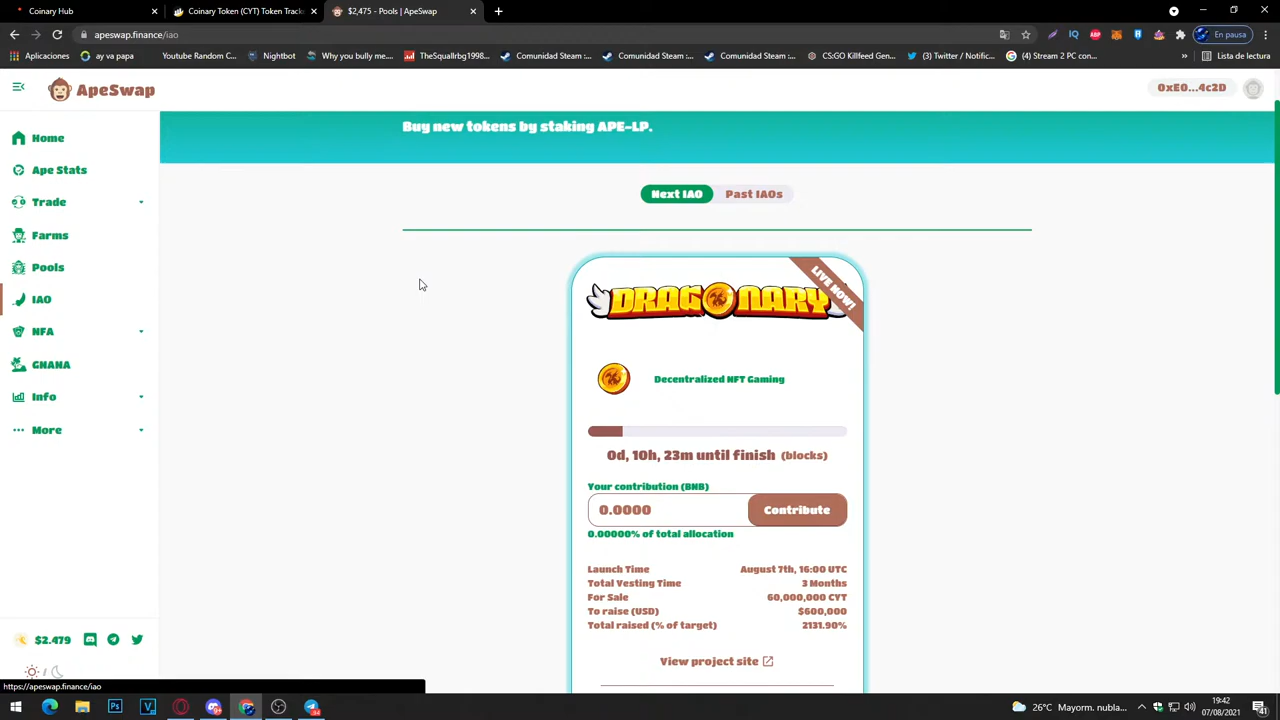 Coinary Hub
Coinary Token (CYT) Token Track
$2,475 - Pools | ApeSwap
apeswap.finance/iao
En pausa
Aplicaciones
ay va papa
Youtube Random C...
Nightbot
Why you bully me....
TheSquallrg1998...
Comunidad Steam :...
Comunidad Steam :...
Comunidad Steam :...
CS:GO Killfeed Gen...
(3) Twitter / Notific...
(4) Stream 2 PC con...
Lista de lectura
ApeSwap
0xE0...4c2D
Home
Ape Stats
Trade
Farms
Pools
IAO
NFA
GNANA
Info
More
Buy new tokens by staking APE-LP.
Next IAO
Past IAOs
LIVE NOW!
DRAGONARY
Decentralized NFT Gaming
0d, 10h, 23m until finish (blocks)
Your contribution (BNB)
0.0000
Contribute
0.00000% of total allocation
Launch Time August 7th, 16:00 UTC
Total Vesting Time 3 Months
For Sale 60,000,000 CYT
To raise (USD) $600,000
Total raised (% of target) 2131.90%
View project site
$2.479
https://apeswap.finance/iao
26°C Mayorm. nubla...
19:42
07/08/2021